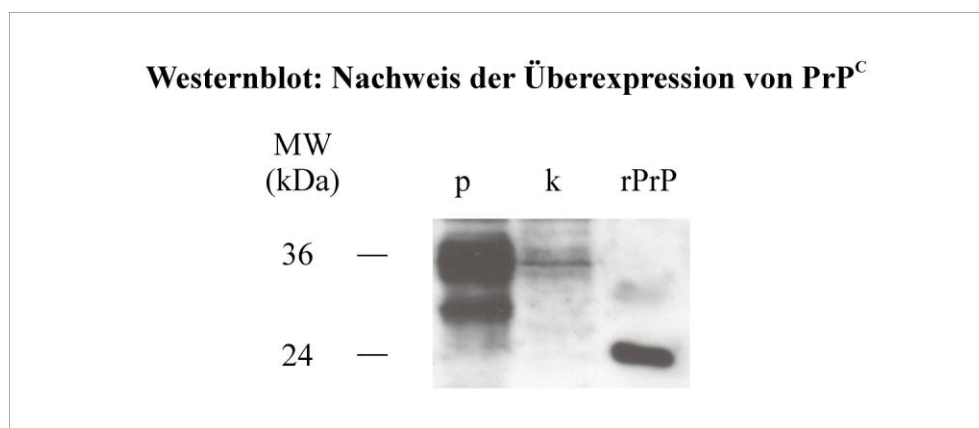 Westernblot: Nachweis der Überexpression von PrP^C
MW
(kDa) p k rPrP
36 —
24 —